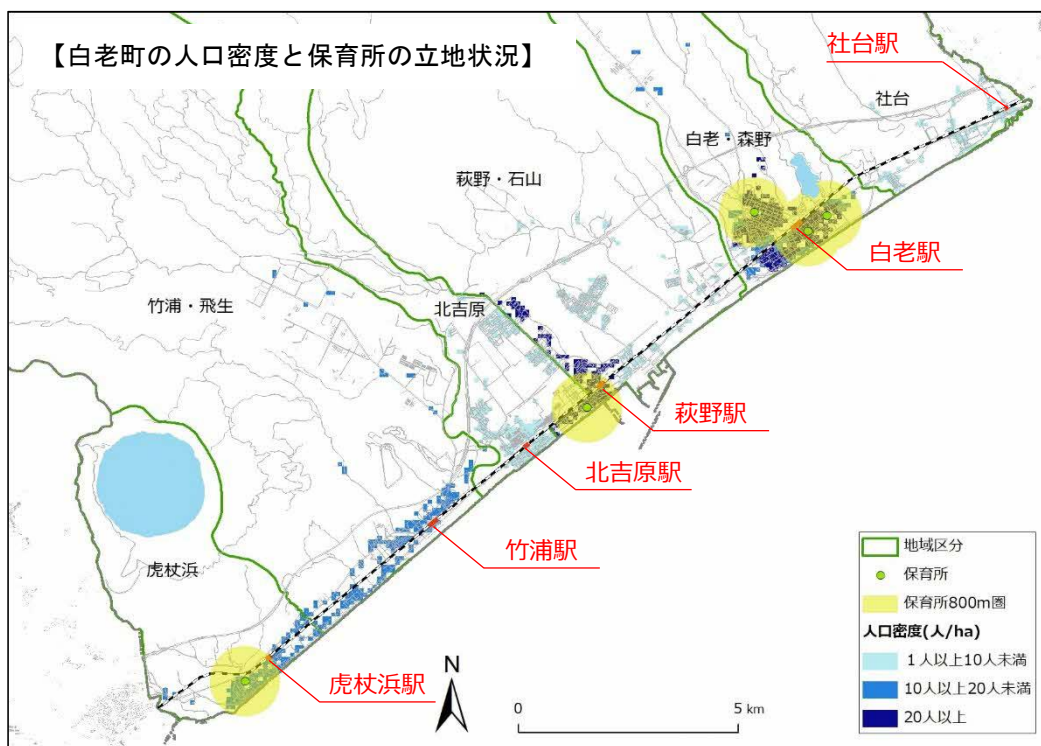 【白老町の人口密度と保育所の立地状況】
社台駅
社台
白老・森野
萩野・石山
白老駅
竹浦・飛生
北吉原
萩野駅
北吉原駅
竹浦駅
虎杖浜
虎杖浜駅
N
0
5 km
地域区分
保育所
保育所800m圏
人口密度(人/ha)
1人以上10人未満
10人以上20人未満
20人以上